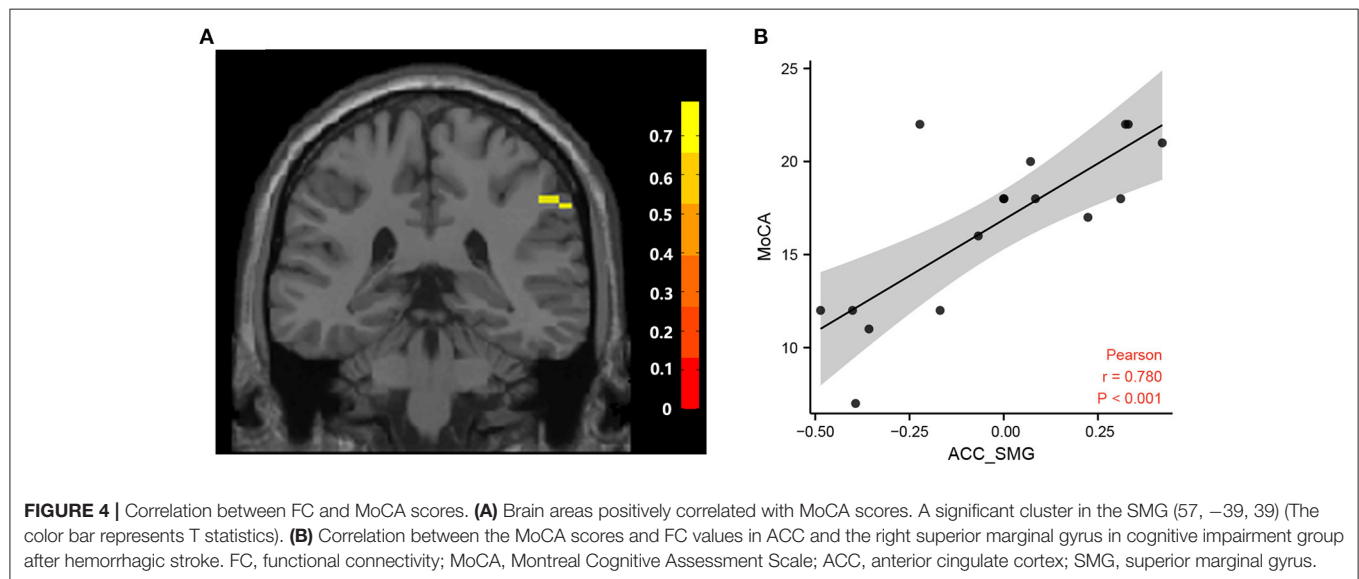 A
0.7
0.6
0.5
0.4
0.3
0.2
0.1
0
B
25
20
15
10
MoCA
Pearson
r = 0.780
P < 0.001
−0.50
−0.25
0.00
0.25
ACC_SMG
FIGURE 4 | Correlation between FC and MoCA scores. (A) Brain areas positively correlated with MoCA scores. A significant cluster in the SMG (57, −39, 39) (The
color bar represents T statistics). (B) Correlation between the MoCA scores and FC values in ACC and the right superior marginal gyrus in cognitive impairment group
after hemorrhagic stroke. FC, functional connectivity; MoCA, Montreal Cognitive Assessment Scale; ACC, anterior cingulate cortex; SMG, superior marginal gyrus.